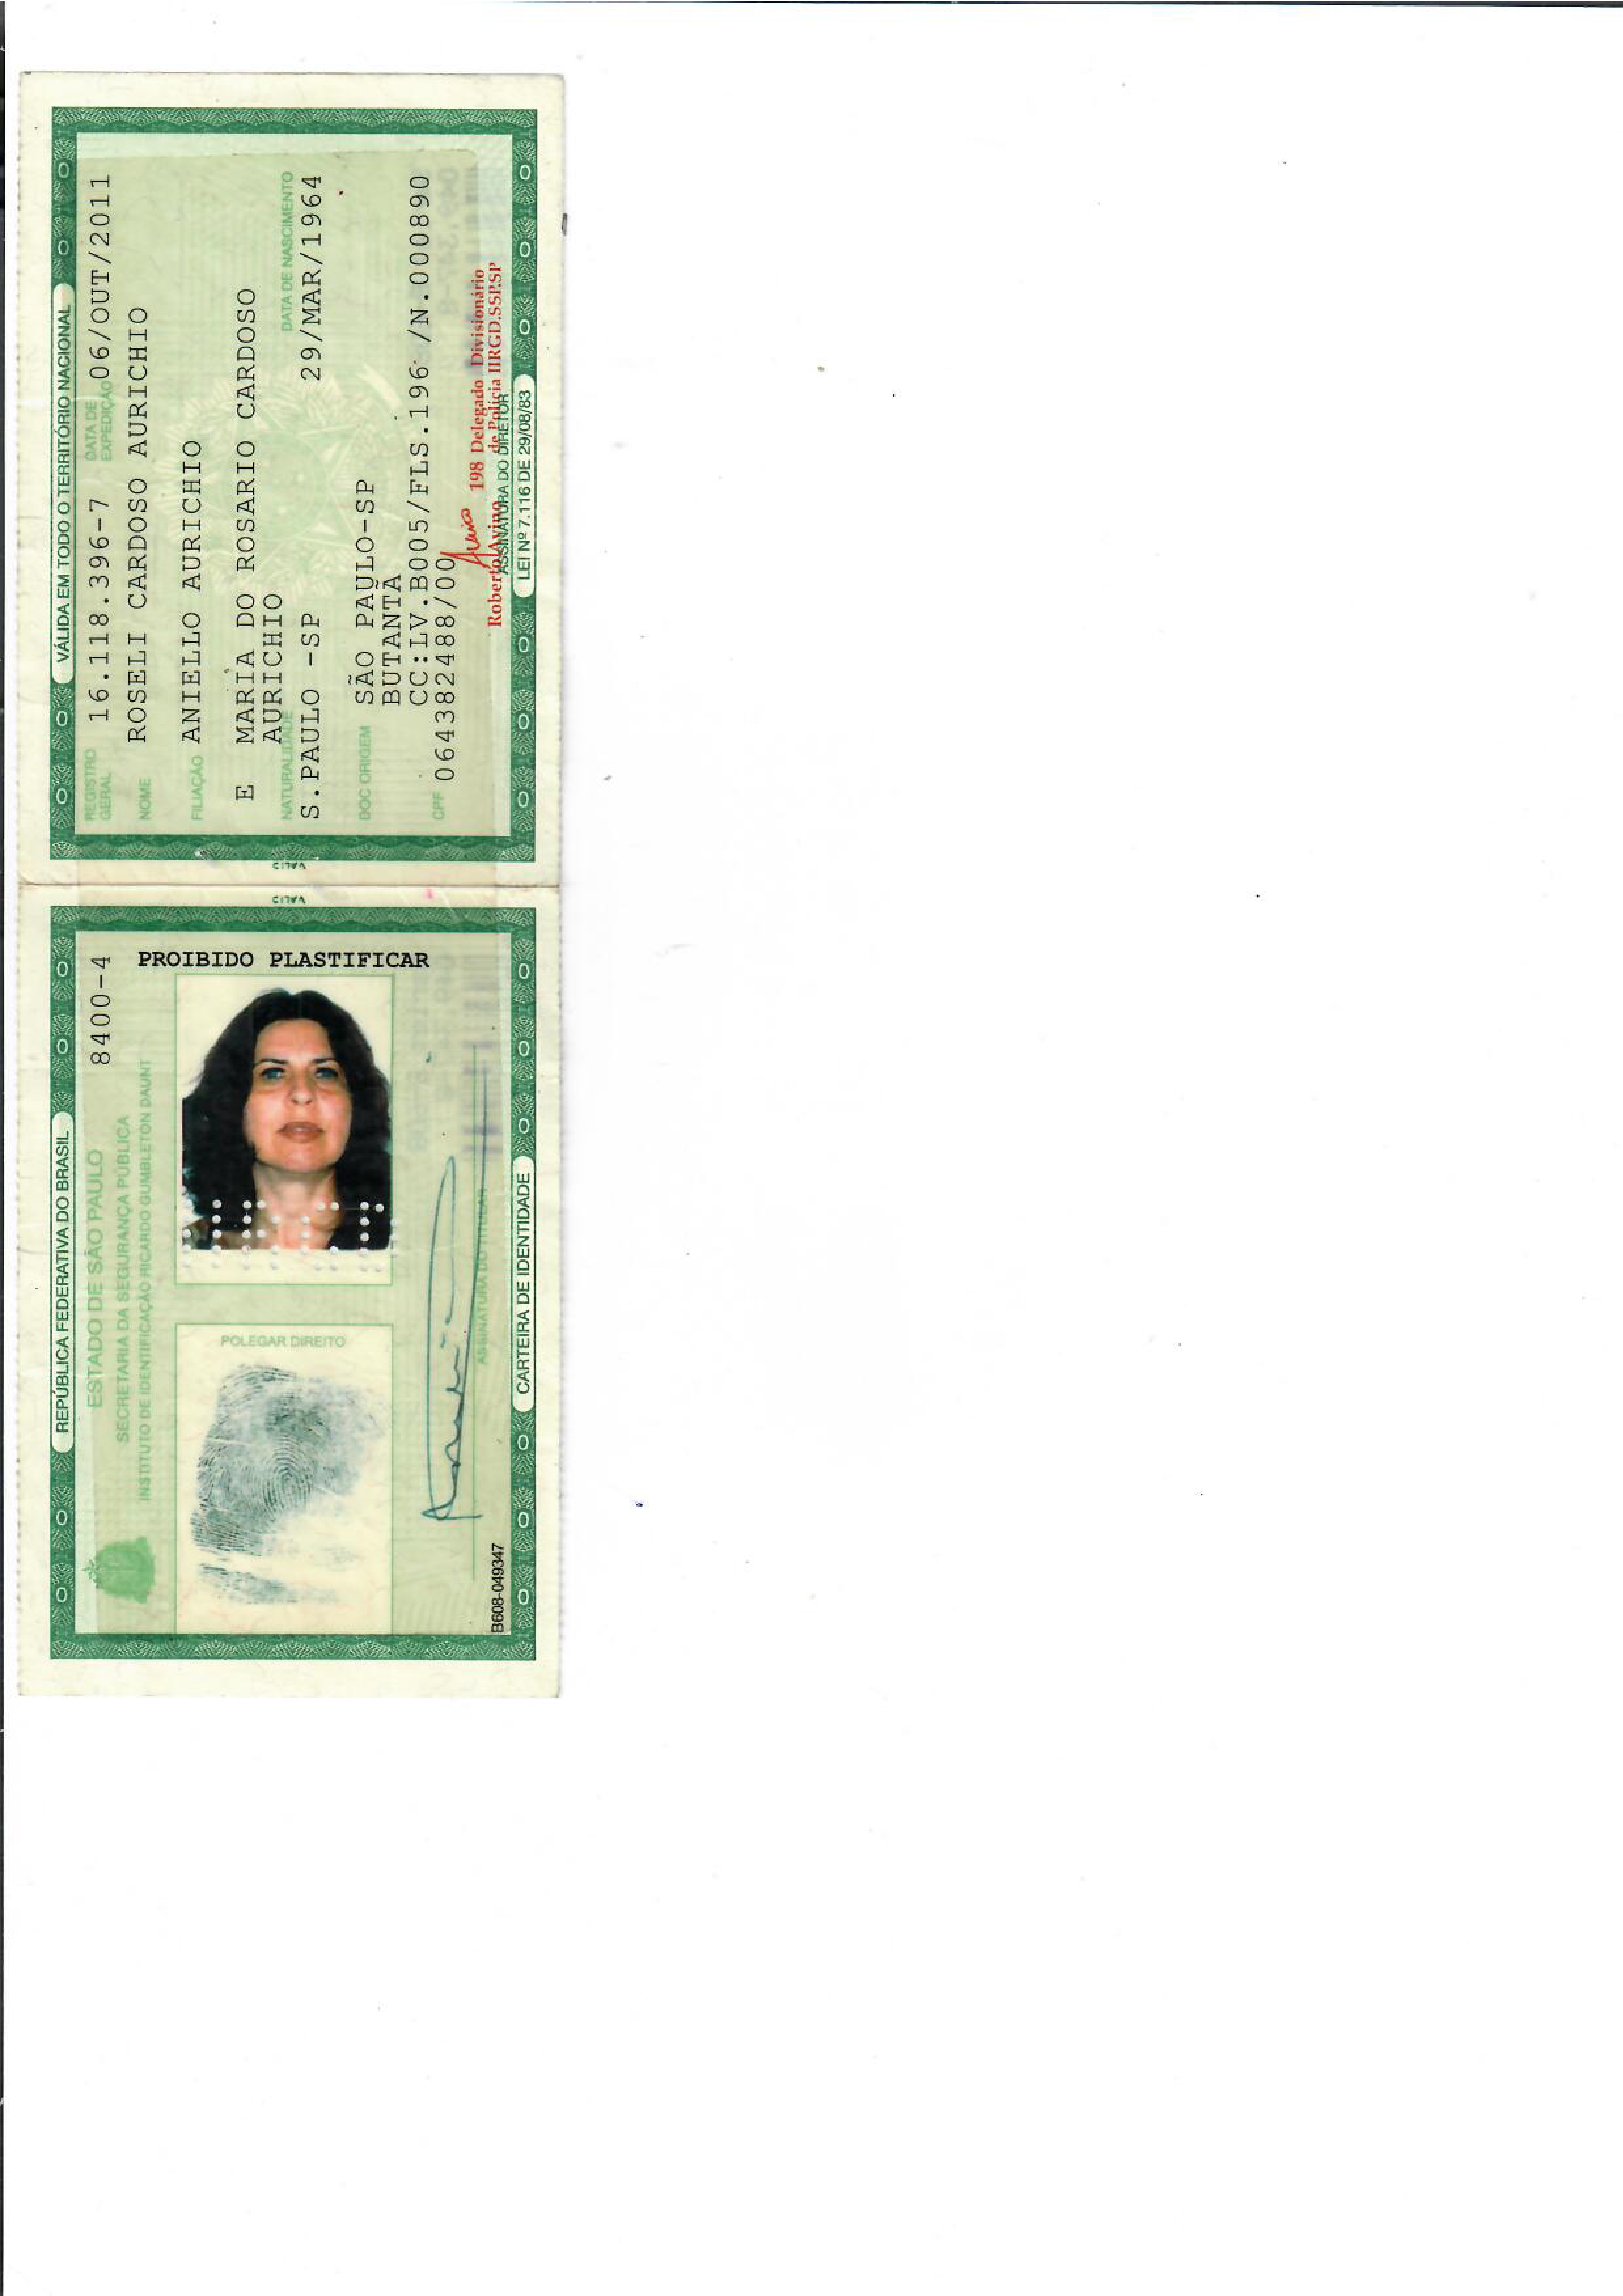 VÁLIDA EM TODO O TERRITÓRIO NACIONAL
REGISTRO GERAL 16.118.396-7 DATA DE EXPEDIÇÃO 06/OUT/2011
NOME ROSELI CARDOSO AURICHIO
FILIAÇÃO ANIELLO AURICHIO
E MARIA DO ROSARIO CARDOSO
AURICHIO
NATURALIDADE DATA DE NASCIMENTO
S.PAULO -SP 29/MAR/1964
DOC ORIGEM SÃO PAULO-SP
BUTANTÃ
CC:LV.B005/FLS.196 /N.000890
CPF 064382488/00
198 Delegado Divisionário
Roberto Avino de Polícia IIRGD.SSP.SP
ASSINATURA DO DIRETOR
LEI Nº 7.116 DE 29/08/83
VALID
VALID
REPÚBLICA FEDERATIVA DO BRASIL
8400-4
ESTADO DE SÃO PAULO
SECRETARIA DA SEGURANÇA PÚBLICA
INSTITUTO DE IDENTIFICAÇÃO RICARDO GUMBLETON DAUNT
PROIBIDO PLASTIFICAR
POLEGAR DIREITO
ASSINATURA DO TITULAR
B608-049347
CARTEIRA DE IDENTIDADE